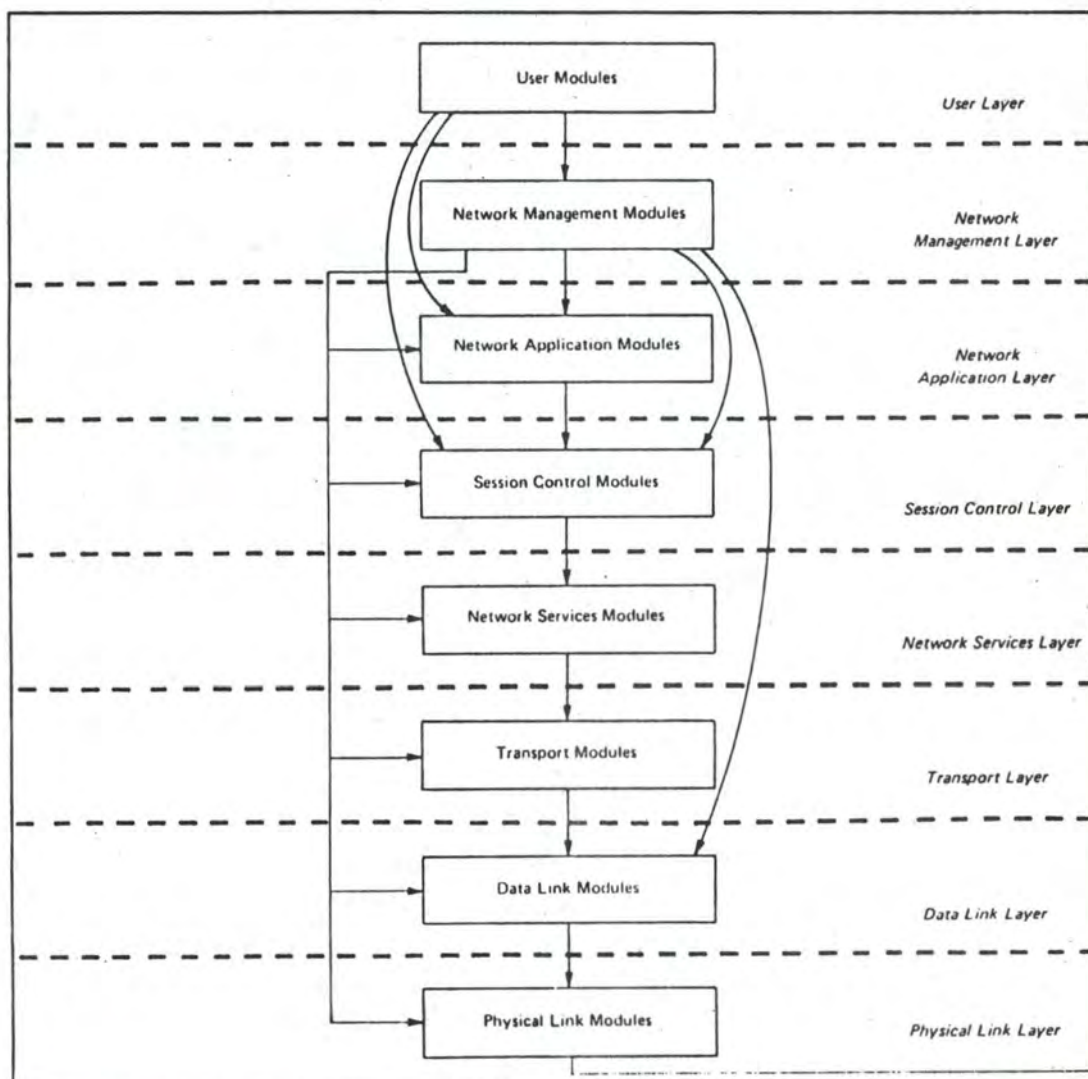 User Modules
User Layer
Network Management Modules
Network
Management Layer
Network Application Modules
Network
Application Layer
Session Control Modules
Session Control Layer
Network Services Modules
Network Services Layer
Transport Modules
Transport Layer
Data Link Modules
Data Link Layer
Physical Link Modules
Physical Link Layer